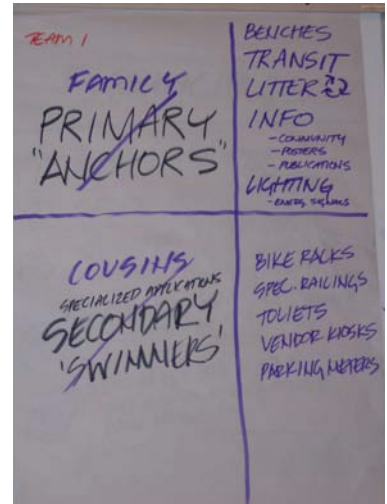 TEAM 1
FAMILY
PRIMARY
"ANCHORS"
BENCHES
TRANSIT
LITTER
INFO
- COMMUNITY
- POSTERS
- PUBLICATIONS
LIGHTING
COUSINS
SPECIALIZED APPLICATIONS
SECONDARY
'SWIMMERS'
BIKE RACKS
SPEC. RAILINGS
TOLIETS
VENDOR KIOSKS
PARKING METERS